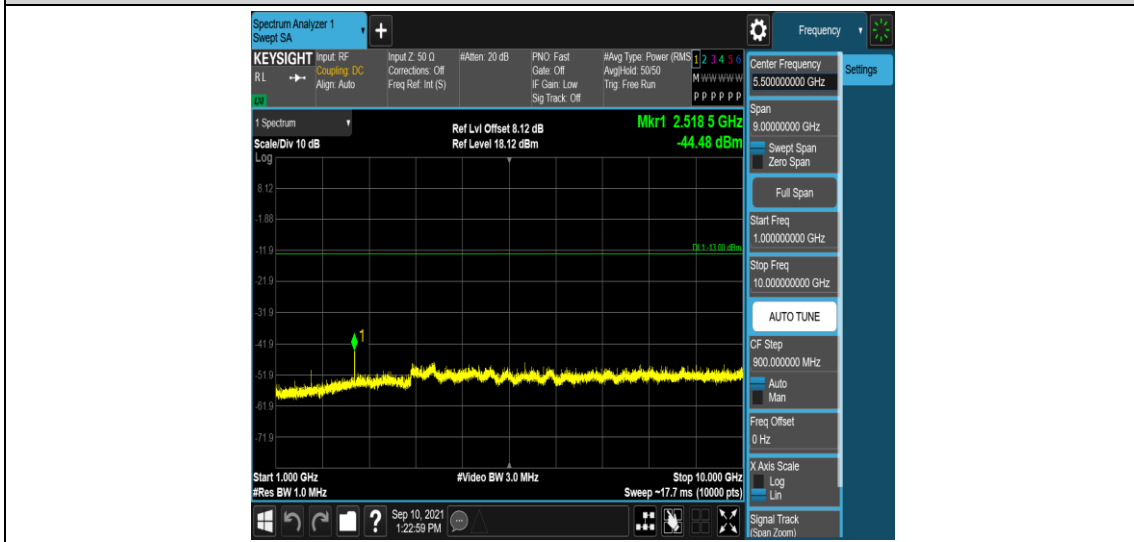 Spectrum Analyzer 1
Swept SA
+
Frequency
KEYSIGHT
RL
LXI
Input: RF
Coupling: DC
Align: Auto
Input Z: 50 Ω
Corrections: Off
Freq Ref: Int (S)
#Atten: 20 dB
PNO: Fast
Gate: Off
IF Gain: Low
Sig Track: Off
#Avg Type: Power (RMS
Avg|Hold: 50/50
Trig: Free Run
1 2 3 4 5 6
M W W W W W
P P P P P P
Center Frequency
5.500000000 GHz
Settings
1 Spectrum
Scale/Div 10 dB
Log
Ref Lvl Offset 8.12 dB
Ref Level 18.12 dBm
Mkr1 2.518 5 GHz
-44.48 dBm
8.12
-1.88
-11.9
-21.9
-31.9
-41.9
-51.9
-61.9
-71.9
DL1 -13.00 dBm
1
Start 1.000 GHz
#Res BW 1.0 MHz
#Video BW 3.0 MHz
Stop 10.000 GHz
Sweep ~17.7 ms (10000 pts)
Span
9.00000000 GHz
Swept Span
Zero Span
Full Span
Start Freq
1.000000000 GHz
Stop Freq
10.000000000 GHz
AUTO TUNE
CF Step
900.000000 MHz
Auto
Man
Freq Offset
0 Hz
X Axis Scale
Log
Lin
Signal Track
(Span Zoom)
?
Sep 10, 2021
1:22:59 PM